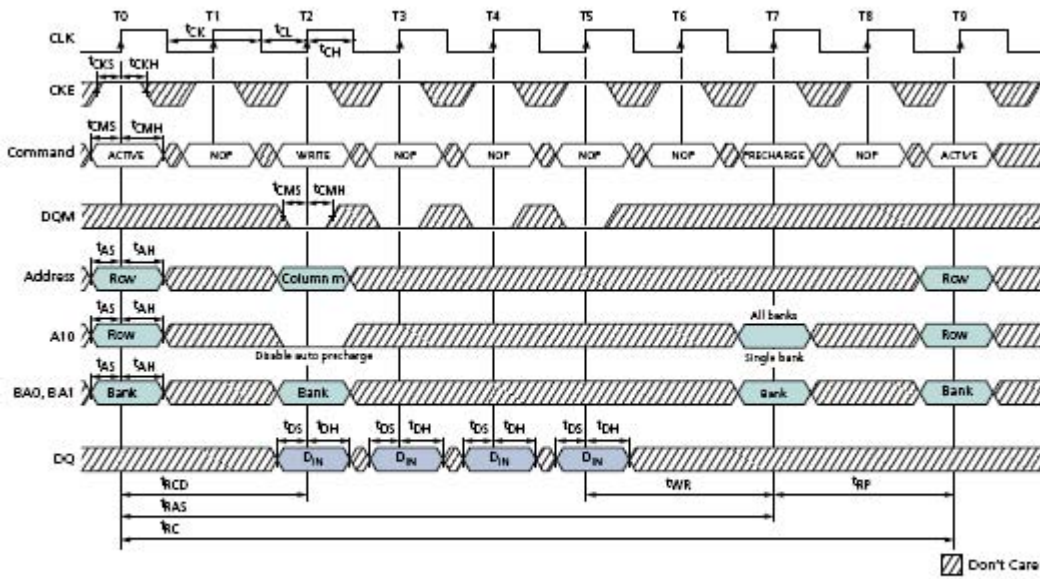 T0 T1 T2 T3 T4 T5 T6 T7 T8 T9
CLK tCK tCL tCH
tCKS tCKH
CKE
tCMS tCMH
Command ACTIVE NOP WRITE NOP NOP NOP NOP PRECHARGE NOP ACTIVE
tCMS tCMH
DQM
tAS tAH
Address Row Column m Row
tAS tAH All banks
A10 Row Row
Disable auto precharge Single bank
tAS tAH
BA0, BA1 Bank Bank Bank Bank
tDS tDH tDS tDH tDS tDH tDS tDH
DQ DIN DIN DIN DIN
tRCD tWR tRP
tRAS
tRC
Don't Care